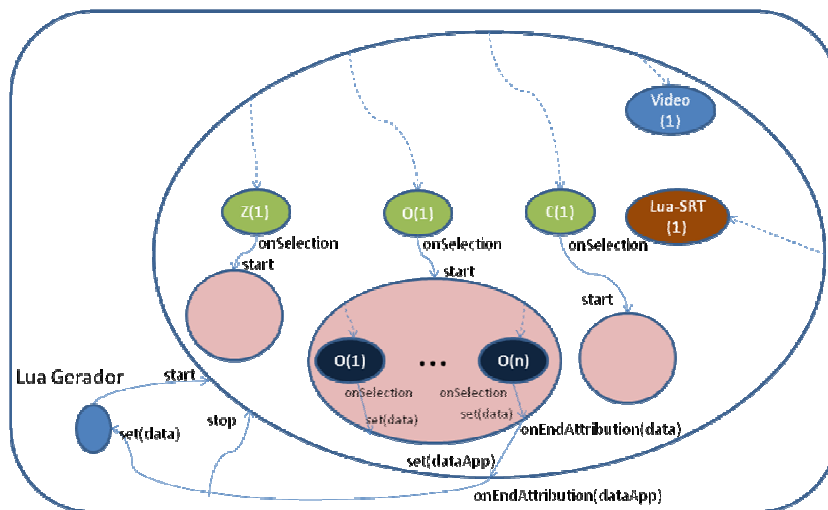 Video
(1)
Z(1)
O(1)
C(1)
Lua-SRT
(1)
onSelection
onSelection
onSelection
start
start
start
O(1)
...
O(n)
Lua Gerador
start
onSelection
onSelection
stop
set(data)
set(data)
set(data)
onEndAttribution(data)
set(dataApp)
onEndAttribution(dataApp)